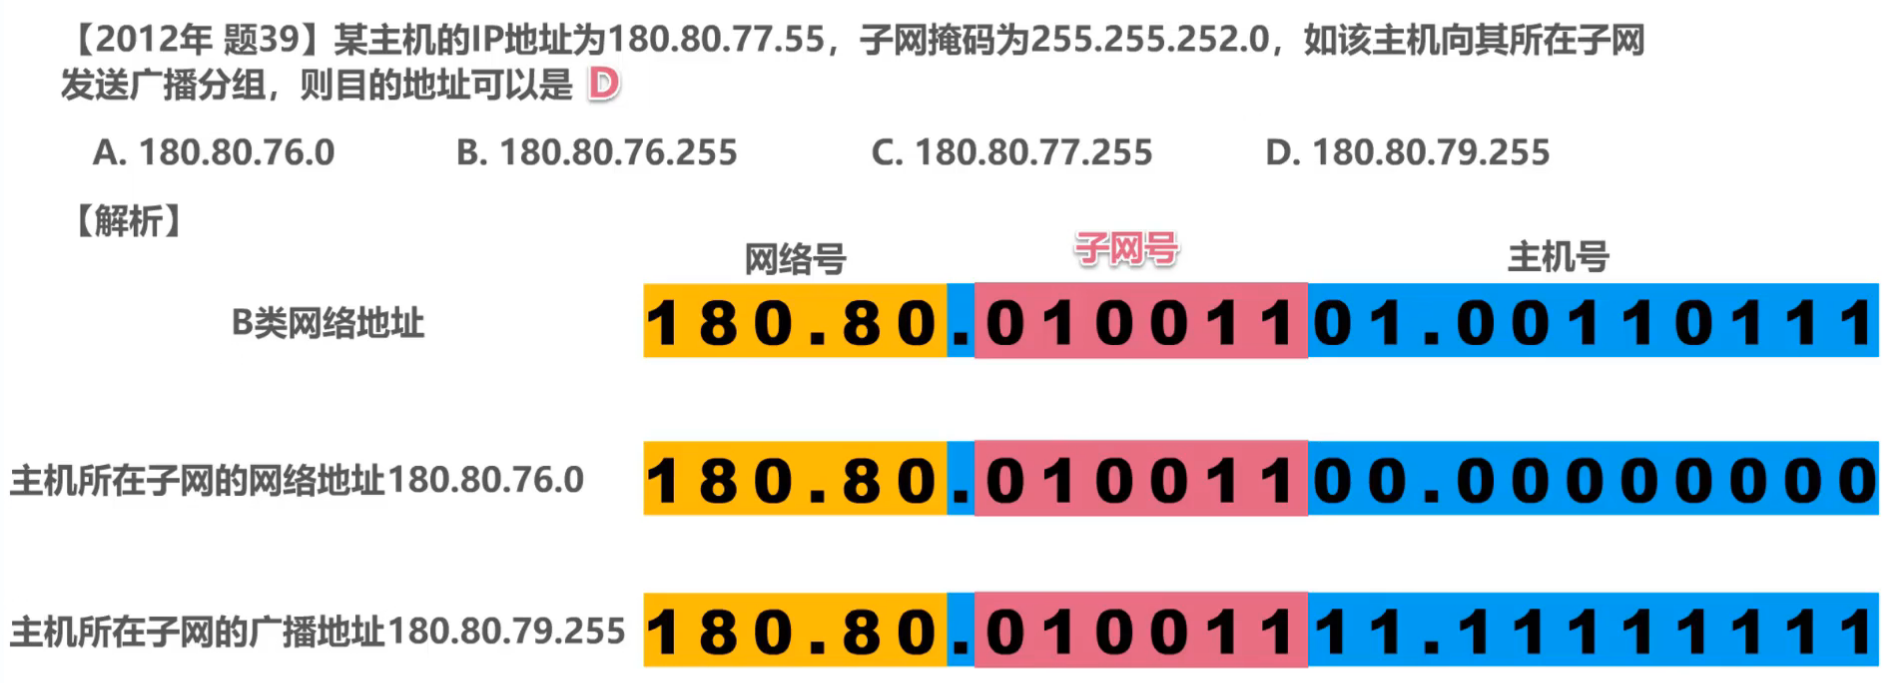 【2012年 题39】某主机的IP地址为180.80.77.55，子网掩码为255.255.252.0，如该主机向其所在子网
发送广播分组，则目的地址可以是 D
A. 180.80.76.0 B. 180.80.76.255 C. 180.80.77.255 D. 180.80.79.255
【解析】
网络号 子网号 主机号
B类网络地址 180.80.01001101.00110111
主机所在子网的网络地址180.80.76.0 180.80.01001100.00000000
主机所在子网的广播地址180.80.79.255 180.80.01001111.11111111